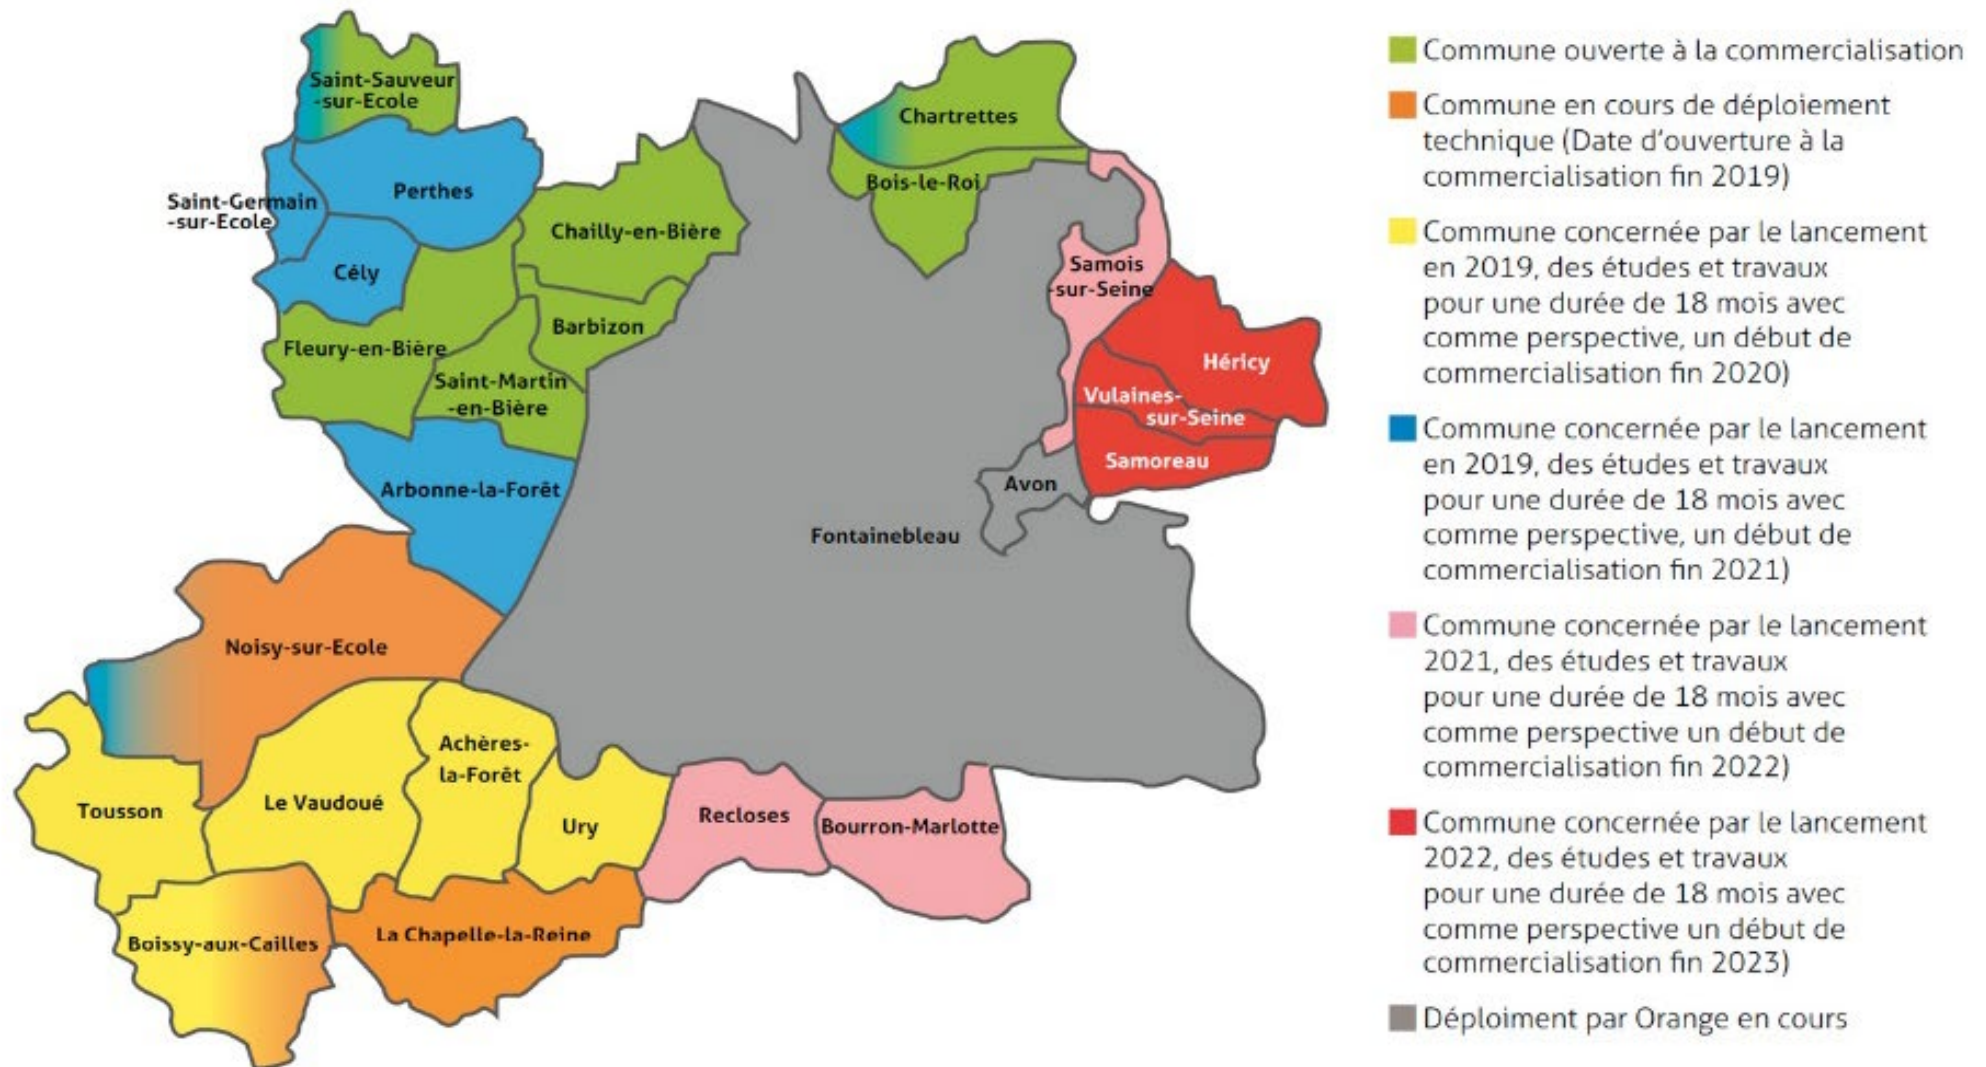 Saint-Sauveur
-sur-Ecole
Chartrettes
Perthes
Bois-le-Roi
Saint-Germain
-sur-Ecole
Chailly-en-Bière
Cély
Samois
-sur-Seine
Barbizon
Fleury-en-Bière
Héricy
Saint-Martin
-en-Bière
Vulaines-
sur-Seine
Samoreau
Avon
Arbonne-la-Forêt
Fontainebleau
Noisy-sur-Ecole
Achères-
la-Forêt
Le Vaudoué
Tousson
Ury
Recloses
Bourron-Marlotte
Boissy-aux-Cailles
La Chapelle-la-Reine
Commune ouverte à la commercialisation
Commune en cours de déploiement
technique (Date d'ouverture à la
commercialisation fin 2019)
Commune concernée par le lancement
en 2019, des études et travaux
pour une durée de 18 mois avec
comme perspective, un début de
commercialisation fin 2020)
Commune concernée par le lancement
en 2019, des études et travaux
pour une durée de 18 mois avec
comme perspective, un début de
commercialisation fin 2021)
Commune concernée par le lancement
2021, des études et travaux
pour une durée de 18 mois avec
comme perspective un début de
commercialisation fin 2022)
Commune concernée par le lancement
2022, des études et travaux
pour une durée de 18 mois avec
comme perspective un début de
commercialisation fin 2023)
Déploiment par Orange en cours